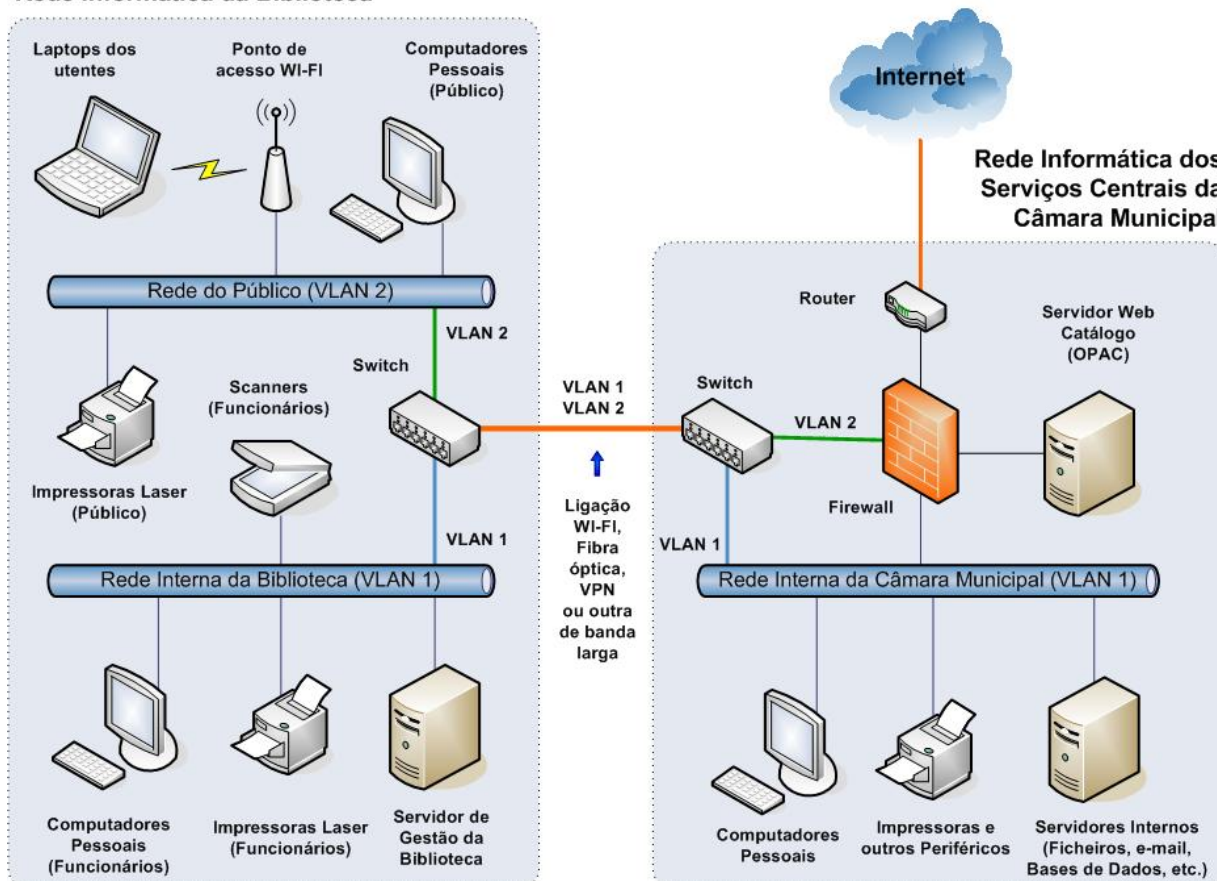 Laptops dos
utentes
Ponto de
acesso WI-FI
Computadores
Pessoais
(Público)
Rede do Público (VLAN 2)
VLAN 2
Switch
Scanners
(Funcionários)
Impressoras Laser
(Público)
VLAN 1
Rede Interna da Biblioteca (VLAN 1)
Computadores
Pessoais
(Funcionários)
Impressoras Laser
(Funcionários)
Servidor de
Gestão da
Biblioteca
VLAN 1
VLAN 2
Ligação
WI-FI,
Fibra
óptica,
VPN
ou outra
de banda
larga
Internet
Rede Informática dos
Serviços Centrais da
Câmara Municipal
Router
Servidor Web
Catálogo
(OPAC)
Switch
VLAN 2
Firewall
VLAN 1
Rede Interna da Câmara Municipal (VLAN 1)
Computadores
Pessoais
Impressoras e
outros Periféricos
Servidores Internos
(Ficheiros, e-mail,
Bases de Dados, etc.)